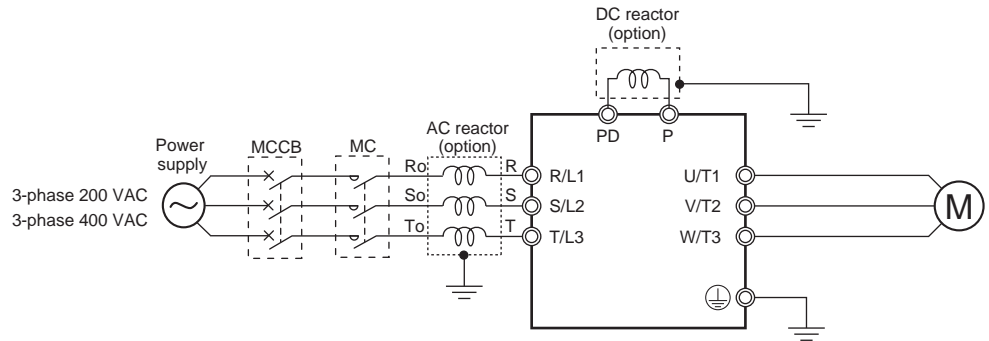 DC reactor
(option)
PD P
AC reactor
(option)
Power
supply
MCCB
MC
3-phase 200 VAC
3-phase 400 VAC
Ro R R/L1 U/T1
So S S/L2 V/T2
To T T/L3 W/T3
M